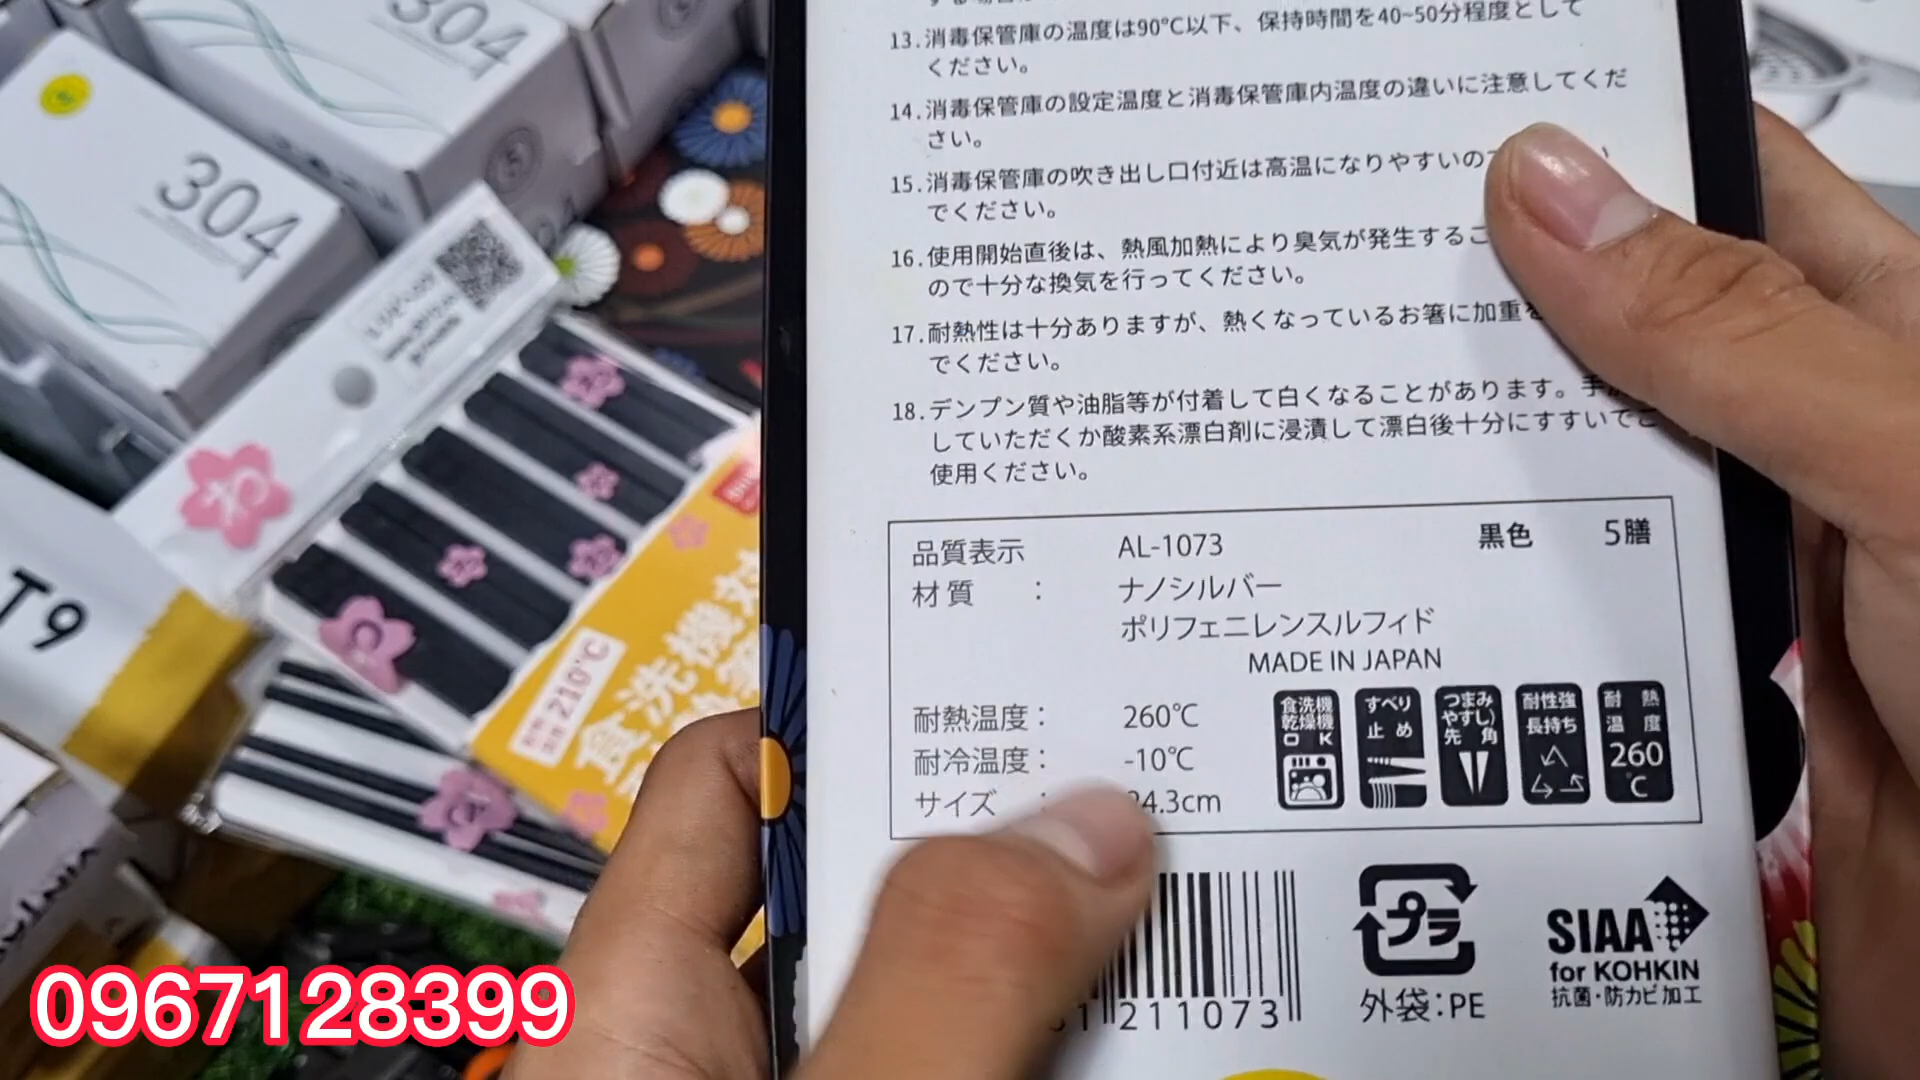 13.消毒保管庫の温度は90℃以下、保持時間を40~50分程度として
ください。
14.消毒保管庫の設定温度と消毒保管庫内温度の違いに注意してくだ
さい。
15.消毒保管庫の吹き出し口付近は高温になりやすいので
でください。
16.使用開始直後は、熱風加熱により臭気が発生するこ
ので十分な換気を行ってください。
17.耐熱性は十分ありますが、熱くなっているお箸に加重を
でください。
18.デンプン質や油脂等が付着して白くなることがあります。
していただくか酸素系漂白剤に浸漬して漂白後十分にすすいでご
使用ください。
品質表示 AL-1073 黒色 5膳
材質 : ナノシルバー
ポリフェニレンスルフィド
MADE IN JAPAN
耐熱温度: 260℃
耐冷温度: -10℃
サイズ : 24.3cm
食洗機
乾燥機
OK
すべり
止め
つまみ
やすい
先角
耐性強
長持ち
耐熱
温度
260
℃
211073
プラ
外袋:PE
SIAA
for KOHKIN
抗菌・防カビ加工
304
304
T9
210℃
食洗機対
0967128399